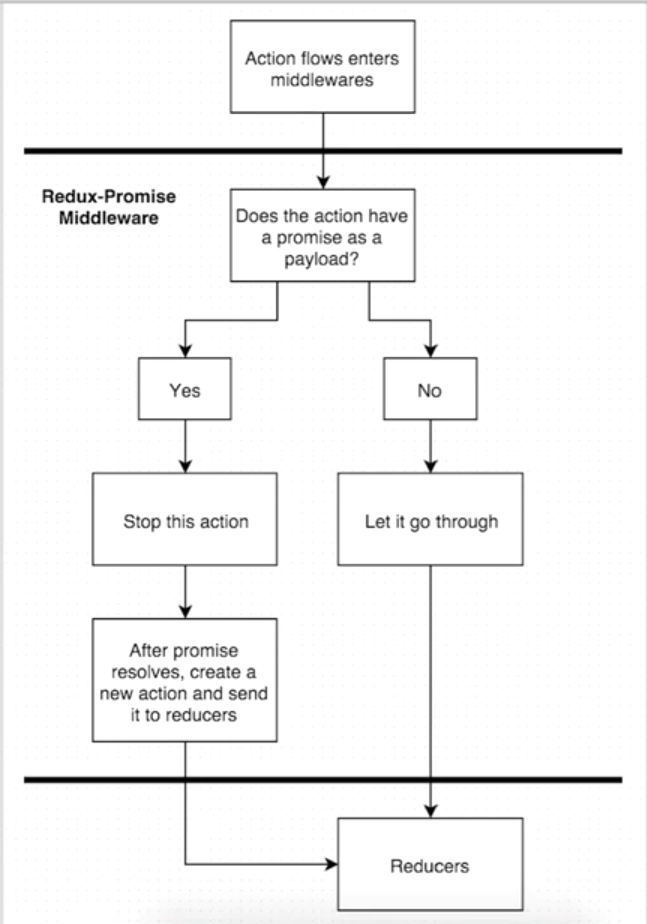 Action flows enters
middlewares
Redux-Promise
Middleware
Does the action have
a promise as a
payload?
Yes
No
Stop this action
Let it go through
After promise
resolves, create a
new action and send
it to reducers
Reducers